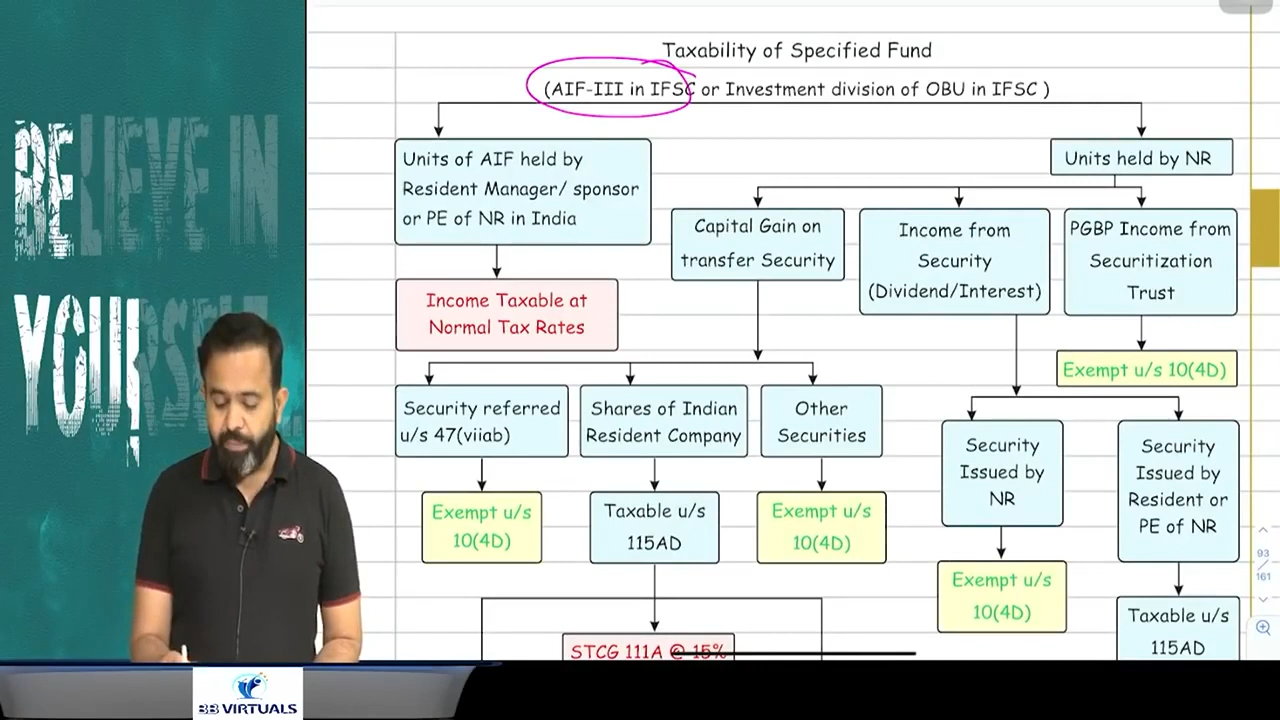 BELIEVE IN
YOURSELF...
Taxability of Specified Fund
(AIF-III in IFSC or Investment division of OBU in IFSC )
Units of AIF held by
Resident Manager/ sponsor
or PE of NR in India
Income Taxable at
Normal Tax Rates
Units held by NR
Capital Gain on
transfer Security
Income from
Security
(Dividend/Interest)
PGBP Income from
Securitization
Trust
Exempt u/s 10(4D)
Security referred
u/s 47(viiab)
Shares of Indian
Resident Company
Other
Securities
Exempt u/s
10(4D)
Taxable u/s
115AD
Exempt u/s
10(4D)
STCG 111A @ 15%
Security
Issued by
NR
Security
Issued by
Resident or
PE of NR
Exempt u/s
10(4D)
Taxable u/s
115AD
93
161
BB VIRTUALS